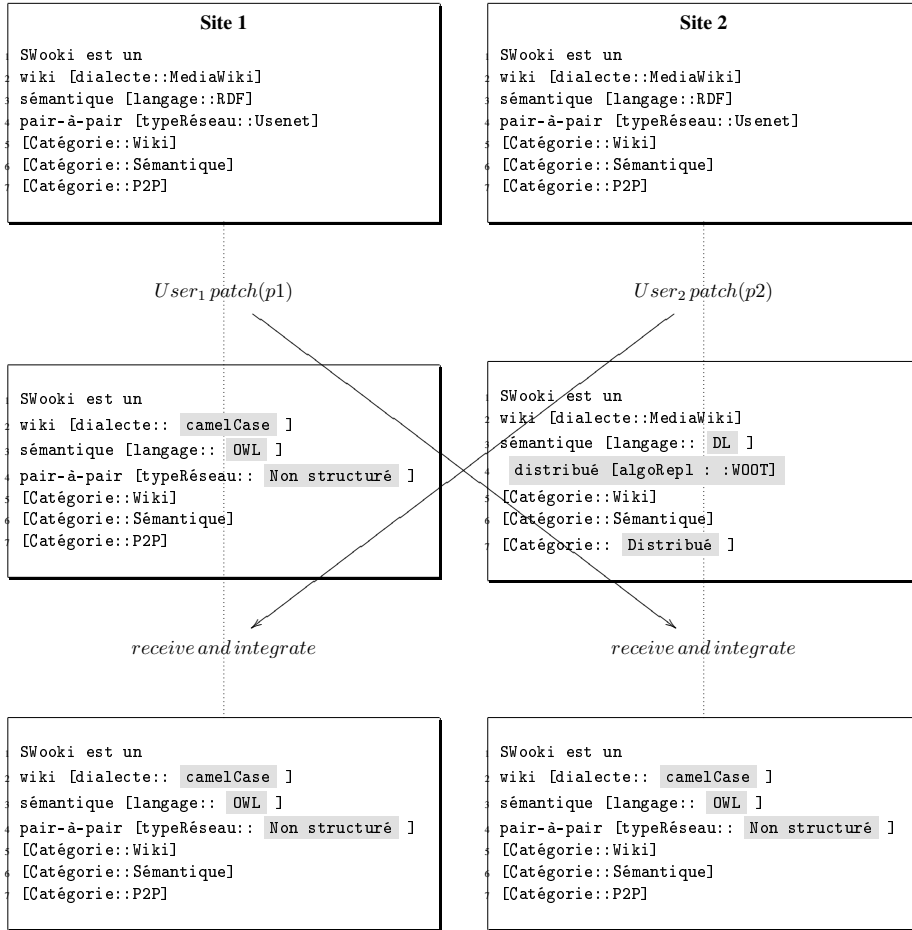 Site 1
1 SWooki est un
2 wiki [dialecte::MediaWiki]
3 sémantique [langage::RDF]
4 pair-à-pair [typeRéseau::Usenet]
5 [Catégorie::Wiki]
6 [Catégorie::Sémantique]
7 [Catégorie::P2P]
Site 2
1 SWooki est un
2 wiki [dialecte::MediaWiki]
3 sémantique [langage::RDF]
4 pair-à-pair [typeRéseau::Usenet]
5 [Catégorie::Wiki]
6 [Catégorie::Sémantique]
7 [Catégorie::P2P]
User₁ patch(p1)
User₂ patch(p2)
1 SWooki est un
2 wiki [dialecte:: camelCase ]
3 sémantique [langage:: OWL ]
4 pair-à-pair [typeRéseau:: Non structuré ]
5 [Catégorie::Wiki]
6 [Catégorie::Sémantique]
7 [Catégorie::P2P]
1 SWooki est un
2 wiki [dialecte::MediaWiki]
3 sémantique [langage:: DL ]
4 distribué [algoRepl : :WOOT]
5 [Catégorie::Wiki]
6 [Catégorie::Sémantique]
7 [Catégorie:: Distribué ]
receive and integrate
receive and integrate
1 SWooki est un
2 wiki [dialecte:: camelCase ]
3 sémantique [langage:: OWL ]
4 pair-à-pair [typeRéseau:: Non structuré ]
5 [Catégorie::Wiki]
6 [Catégorie::Sémantique]
7 [Catégorie::P2P]
1 SWooki est un
2 wiki [dialecte:: camelCase ]
3 sémantique [langage:: OWL ]
4 pair-à-pair [typeRéseau:: Non structuré ]
5 [Catégorie::Wiki]
6 [Catégorie::Sémantique]
7 [Catégorie::P2P]